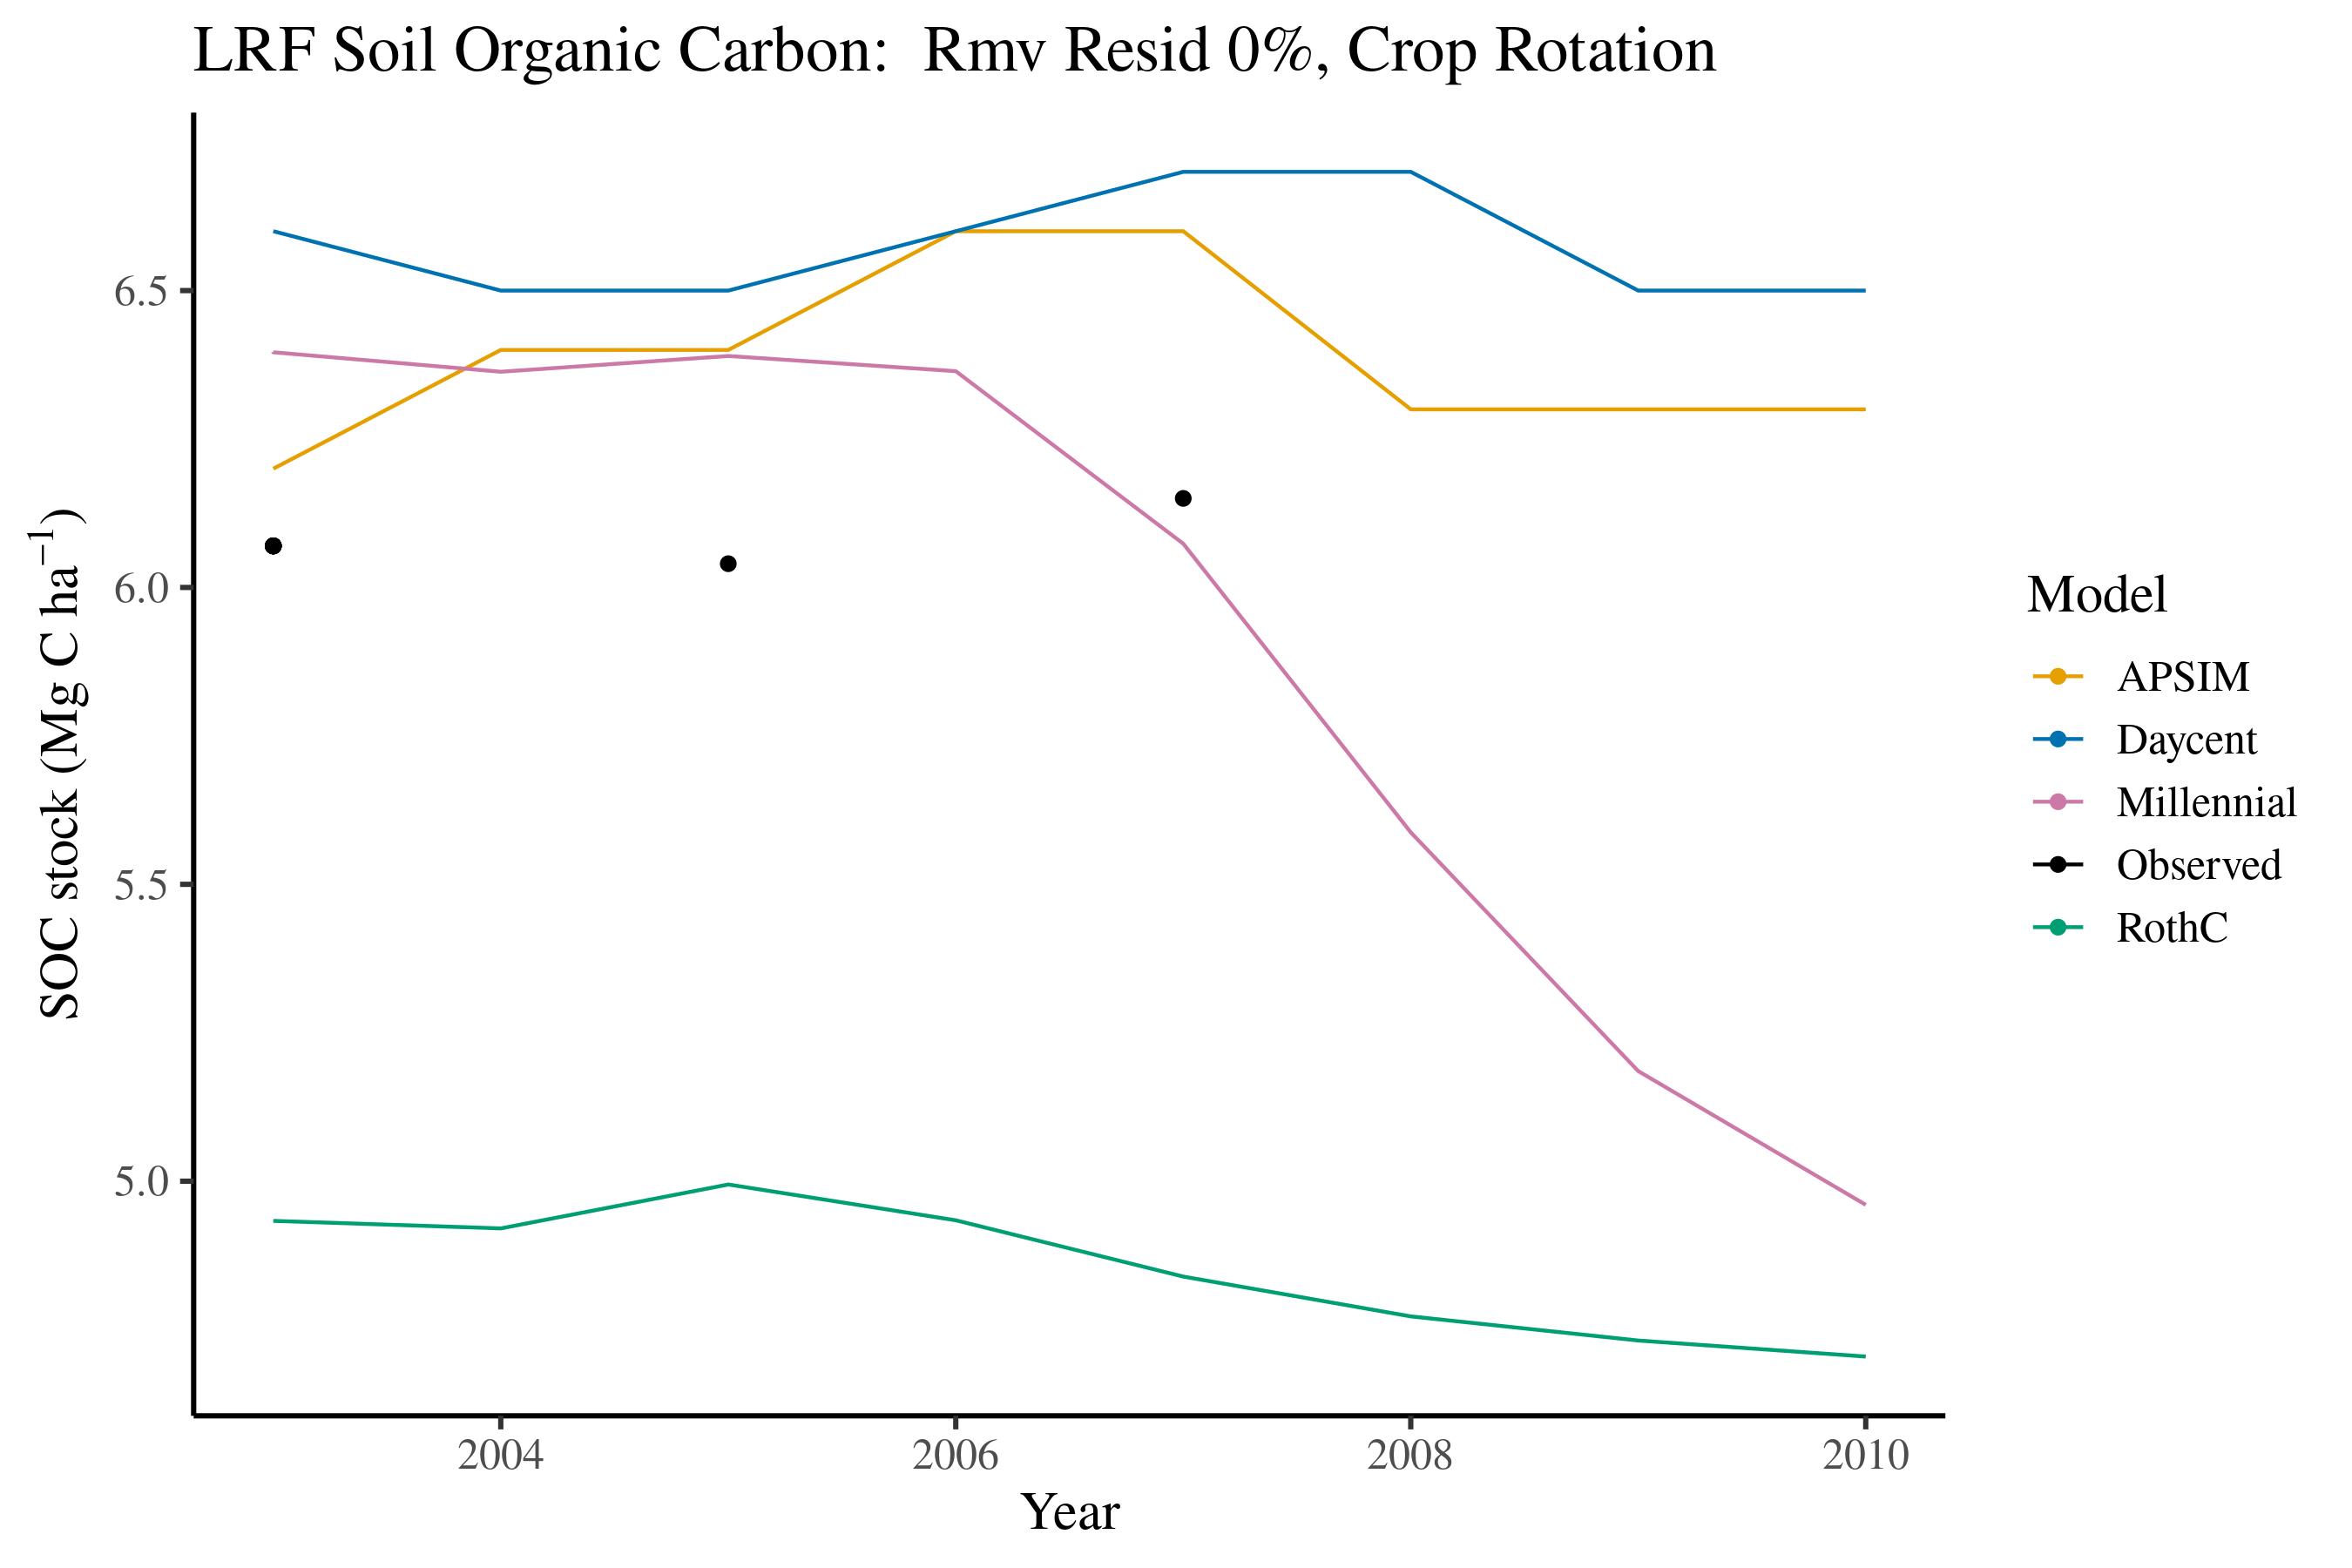 LRF Soil Organic Carbon:  Rmv Resid 0%, Crop Rotation
SOC stock (Mg C ha⁻¹)
6.5
6.0
5.5
5.0
2004
2006
2008
2010
Year
Model
APSIM
Daycent
Millennial
Observed
RothC